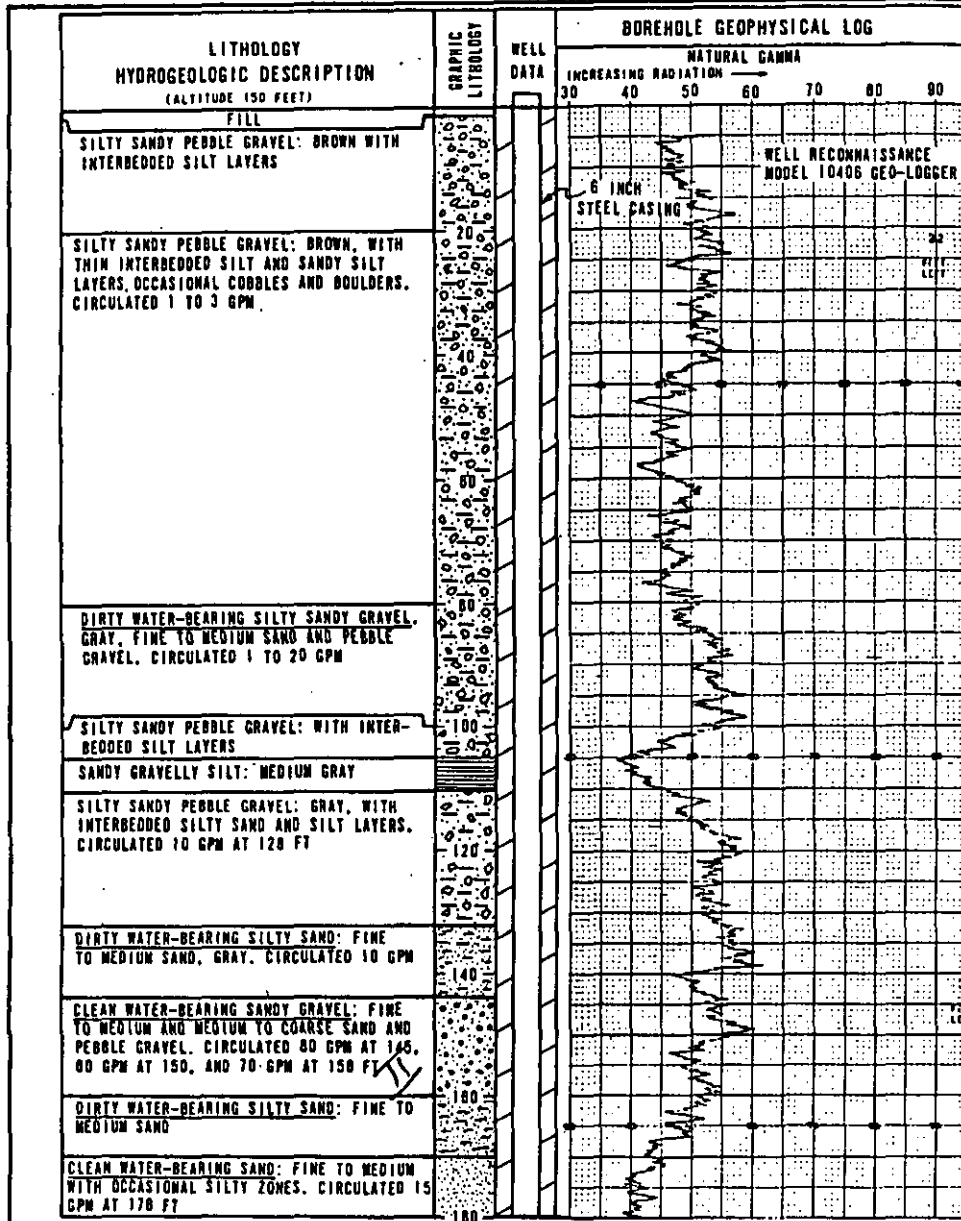 LITHOLOGY
HYDROGEOLOGIC DESCRIPTION
(ALTITUDE 150 FEET)
GRAPHIC
LITHOLOGY
WELL
DATA
BOREHOLE GEOPHYSICAL LOG
NATURAL GAMMA
INCREASING RADIATION
30 40 50 60 70 80 90
FILL
SILTY SANDY PEBBLE GRAVEL: BROWN WITH
INTERBEDDED SILT LAYERS
WELL RECONNAISSANCE
MODEL 10406 GEO-LOGGER
6 INCH
STEEL CASING
20
SILTY SANDY PEBBLE GRAVEL: BROWN, WITH
THIN INTERBEDDED SILT AND SANDY SILT
LAYERS, OCCASIONAL COBBLES AND BOULDERS.
CIRCULATED 1 TO 3 GPM
40
60
80
DIRTY WATER-BEARING SILTY SANDY GRAVEL,
GRAY, FINE TO MEDIUM SAND AND PEBBLE
GRAVEL. CIRCULATED 1 TO 20 GPM
100
SILTY SANDY PEBBLE GRAVEL: WITH INTER-
BEDDED SILT LAYERS
SANDY GRAVELLY SILT: MEDIUM GRAY
SILTY SANDY PEBBLE GRAVEL: GRAY, WITH
INTERBEDDED SILTY SAND AND SILT LAYERS.
CIRCULATED 10 GPM AT 128 FT
120
DIRTY WATER-BEARING SILTY SAND: FINE
TO MEDIUM SAND, GRAY. CIRCULATED 10 GPM
140
CLEAN WATER-BEARING SANDY GRAVEL: FINE
TO MEDIUM AND MEDIUM TO COARSE SAND AND
PEBBLE GRAVEL. CIRCULATED 80 GPM AT 145,
80 GPM AT 150, AND 70 GPM AT 158 FT
160
DIRTY WATER-BEARING SILTY SAND: FINE TO
MEDIUM SAND
CLEAN WATER-BEARING SAND: FINE TO MEDIUM
WITH OCCASIONAL SILTY ZONES. CIRCULATED 15
GPM AT 178 FT
180